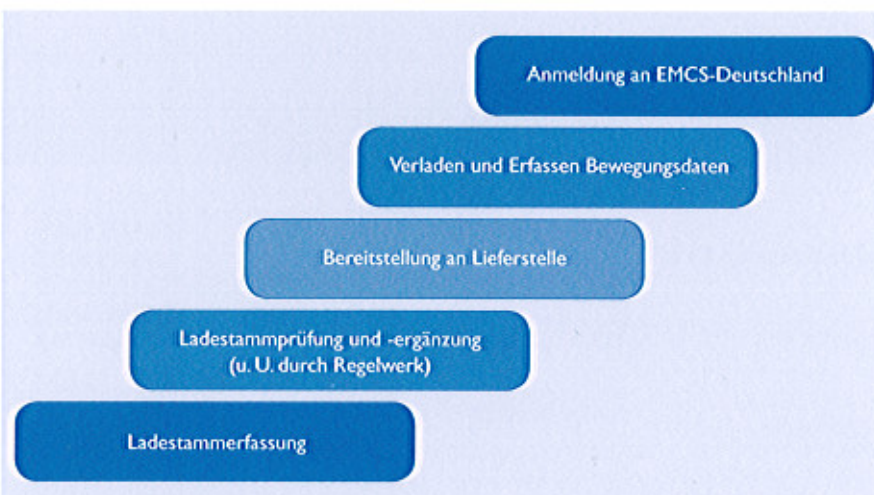 Anmeldung an EMCS-Deutschland
Verladen und Erfassen Bewegungsdaten
Bereitstellung an Lieferstelle
Ladestammprüfung und -ergänzung
(u. U. durch Regelwerk)
Ladestammerfassung